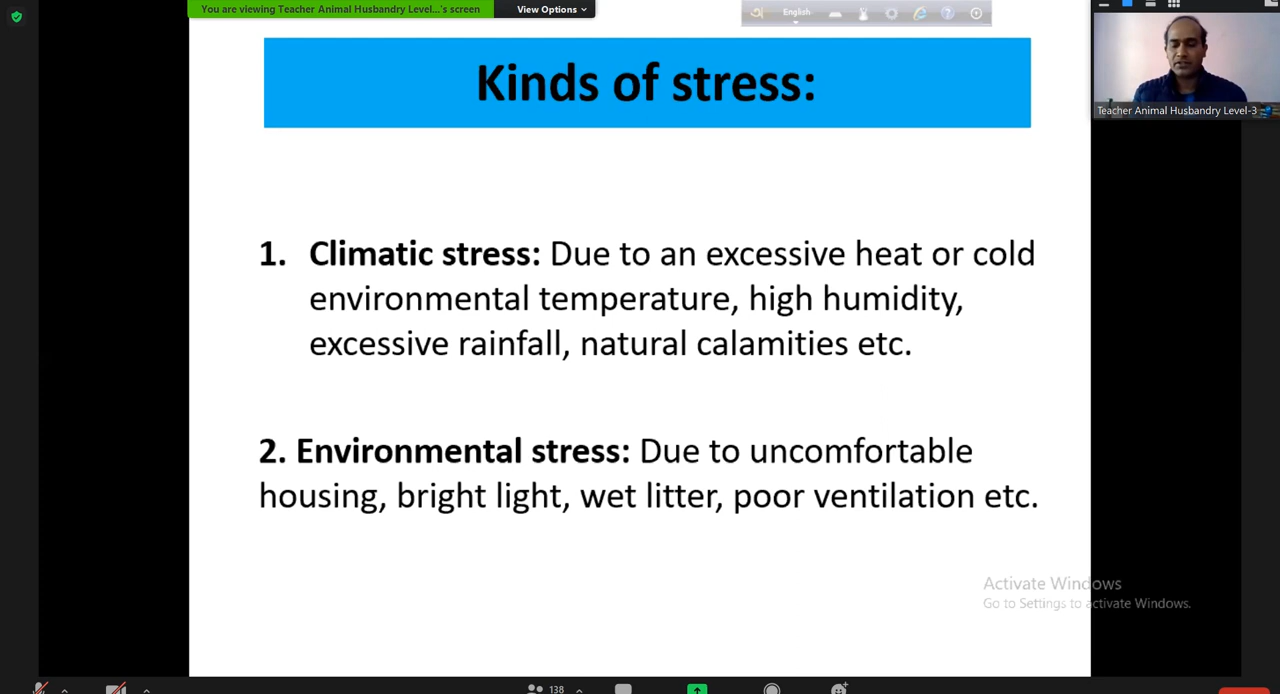 You are viewing Teacher Animal Husbandry Level...'s screen
View Options
অ
English
Kinds of stress:
Teacher Animal Husbandry Level-3
1. Climatic stress: Due to an excessive heat or cold
environmental temperature, high humidity,
excessive rainfall, natural calamities etc.
2. Environmental stress: Due to uncomfortable
housing, bright light, wet litter, poor ventilation etc.
Activate Windows
Go to Settings to activate Windows.
138